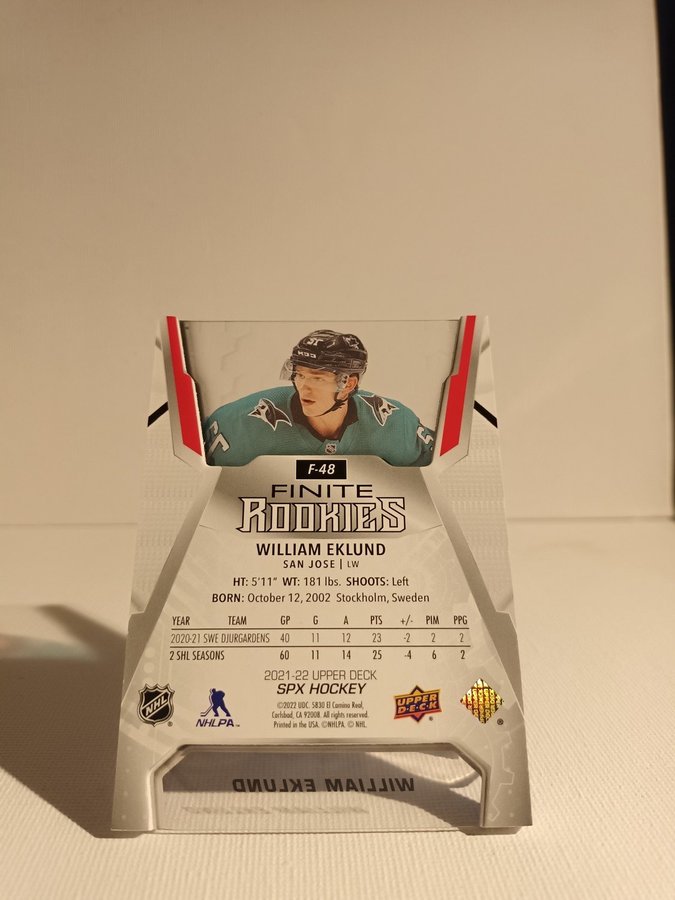 F-48
FINITE
ROOKIES
WILLIAM EKLUND
SAN JOSE | LW
HT: 5'11" WT: 181 lbs. SHOOTS: Left
BORN: October 12, 2002 Stockholm, Sweden
YEAR TEAM GP G A PTS +/- PIM PPG
2020-21 SWE DJURGARDENS 40 11 12 23 -2 2 2
2 SHL SEASONS 60 11 14 25 -4 6 2
2021-22 UPPER DECK
SPX HOCKEY
©2022 UDC. 5830 El Camino Real,
Carlsbad, CA 92008. All rights reserved.
Printed in the USA. ©NHLPA. © NHL.
NHL
NHLPA
UPPER
DECK
®
®
WILLIAM EKLUND